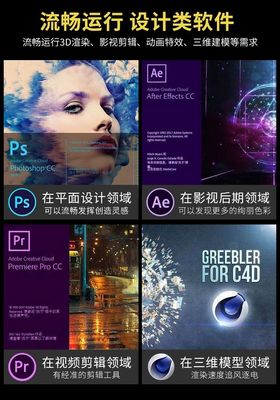 流畅运行 设计类软件
流畅运行3D渲染、影视剪辑、动画特效、三维建模等需求
Ps
Adobe Creative Cloud
Photoshop CC
Ps
在平面设计领域
可以流畅发挥创造灵感
Ae
Adobe Creative Cloud
After Effects CC
Ae
在影视后期领域
可以发现更多的绚丽色彩
Pr
Adobe Creative Cloud
Premiere Pro CC
Pr
在视频剪辑领域
有经准的剪辑工具
GREEBLER
FOR C4D
在三维模型领域
渲染速度追风逐电